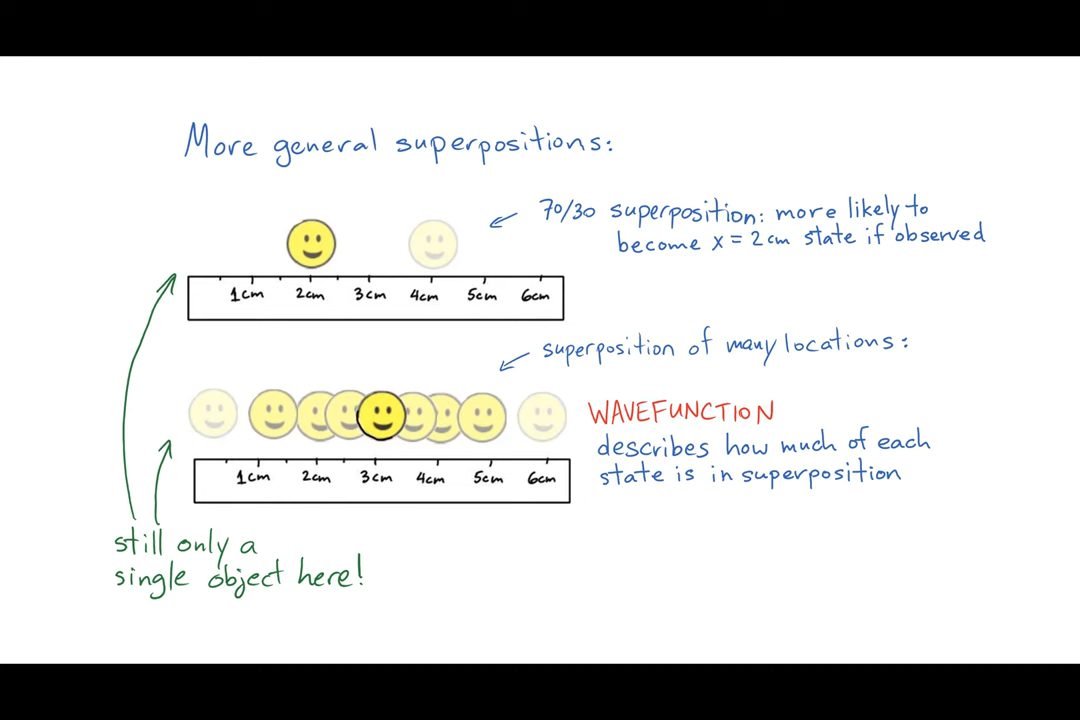 More general superpositions:
70/30 superposition: more likely to
become x = 2cm state if observed
1cm 2cm 3cm 4cm 5cm 6cm
superposition of many locations:
WAVEFUNCTION
describes how much of each
state is in superposition
1cm 2cm 3cm 4cm 5cm 6cm
still only a
single object here!